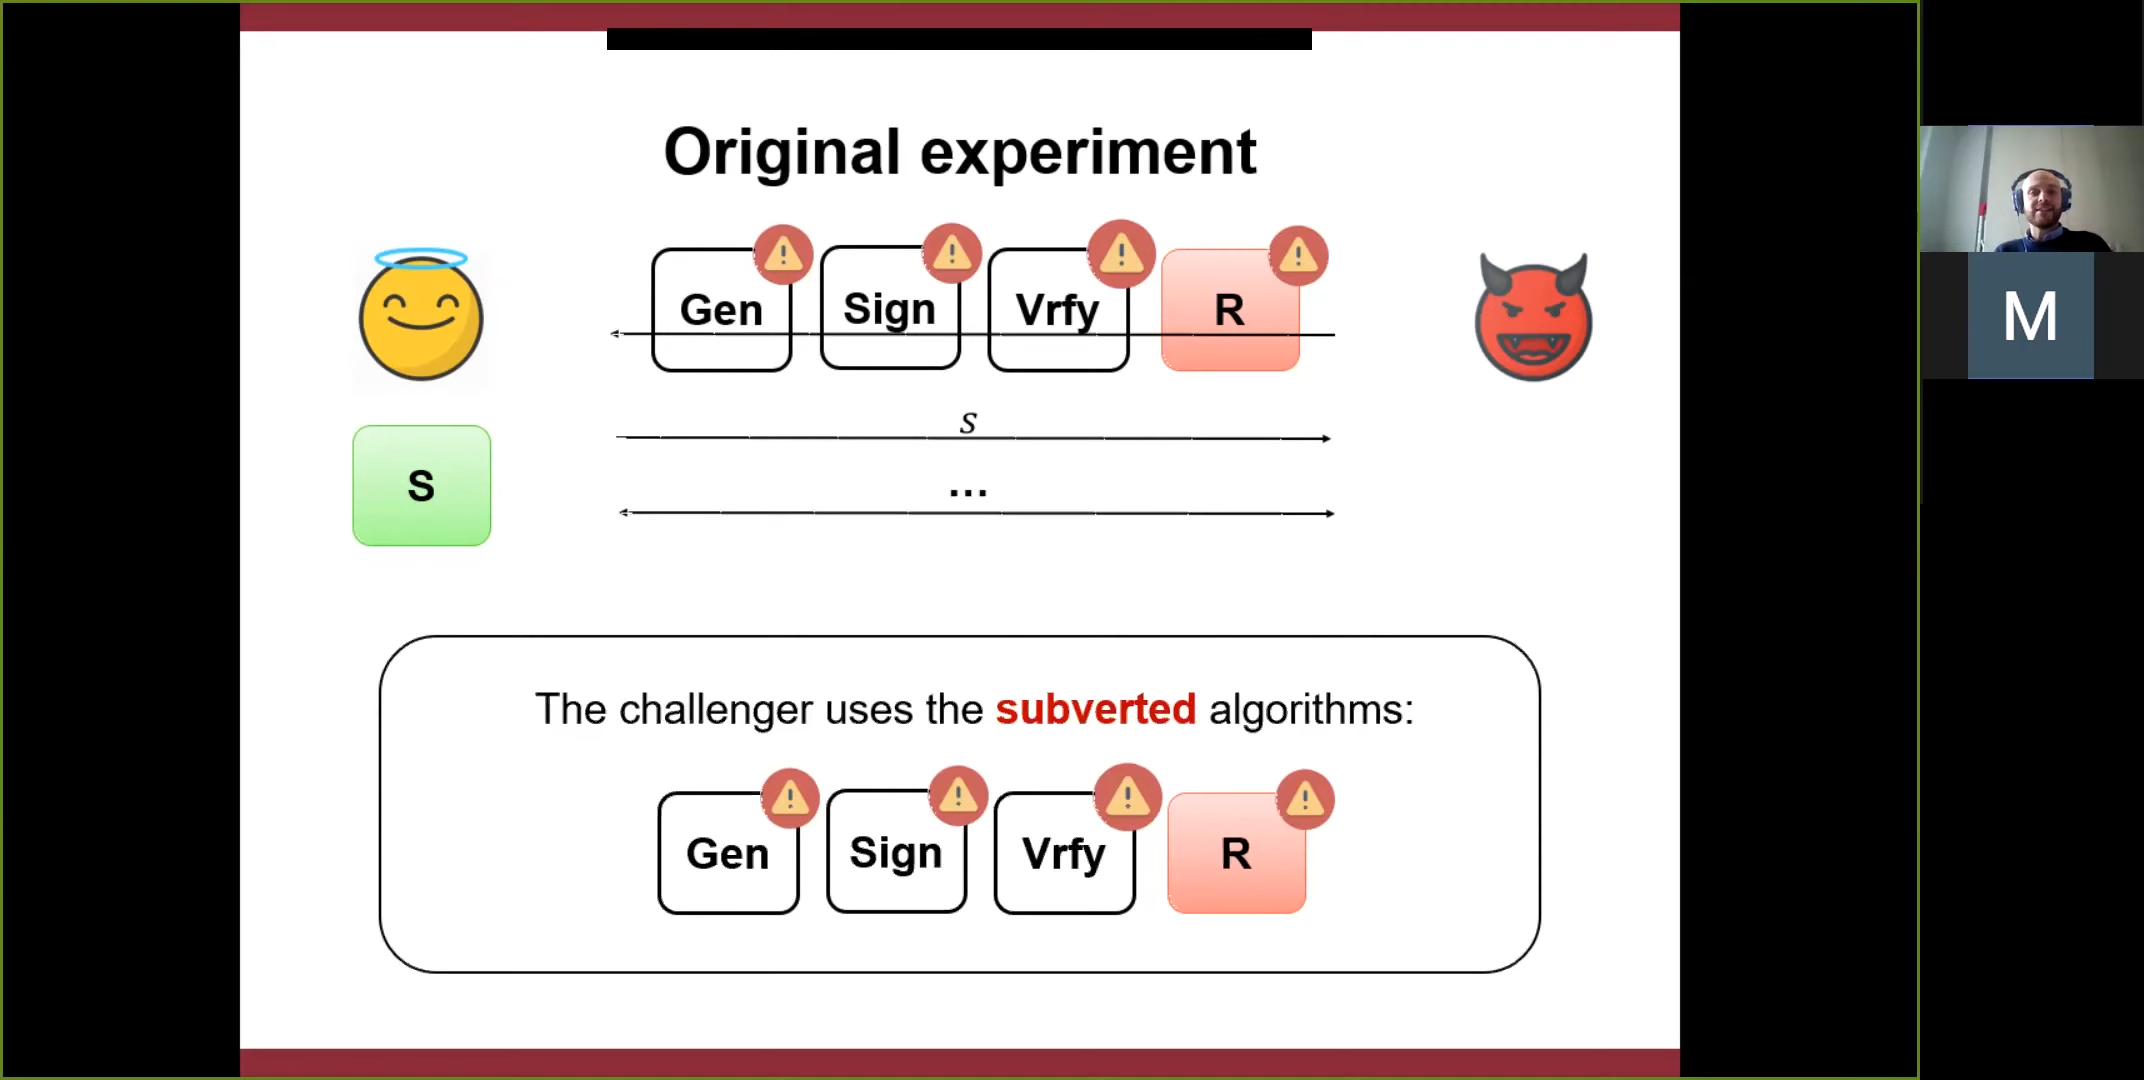 Original experiment
Gen Sign Vrfy R
s
S
...
The challenger uses the subverted algorithms:
Gen Sign Vrfy R
M